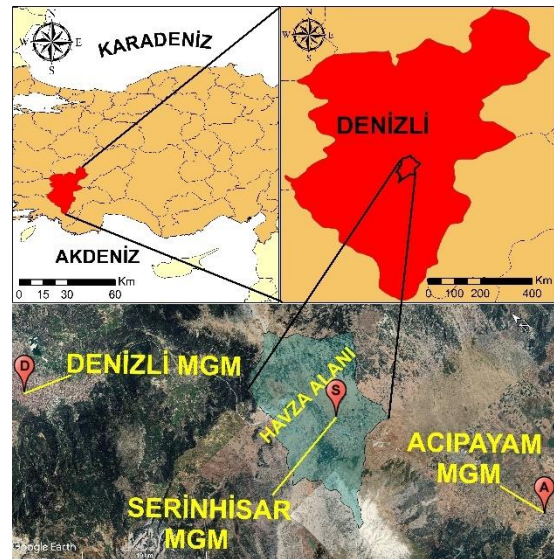 N
W E
S
KARADENİZ
AKDENİZ
Km
0 15 30 60
N
W E
S
DENİZLİ
Km
0 100 200 400
D
DENİZLİ MGM
HAVZA ALANI
S
SERİNHİSAR
MGM
ACIPAYAM
MGM
A
Google Earth